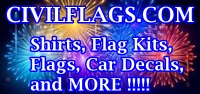 CIVILFLAGS.COM
Shirts, Flag Kits,
Flags, Car Decals,
and MORE !!!!!